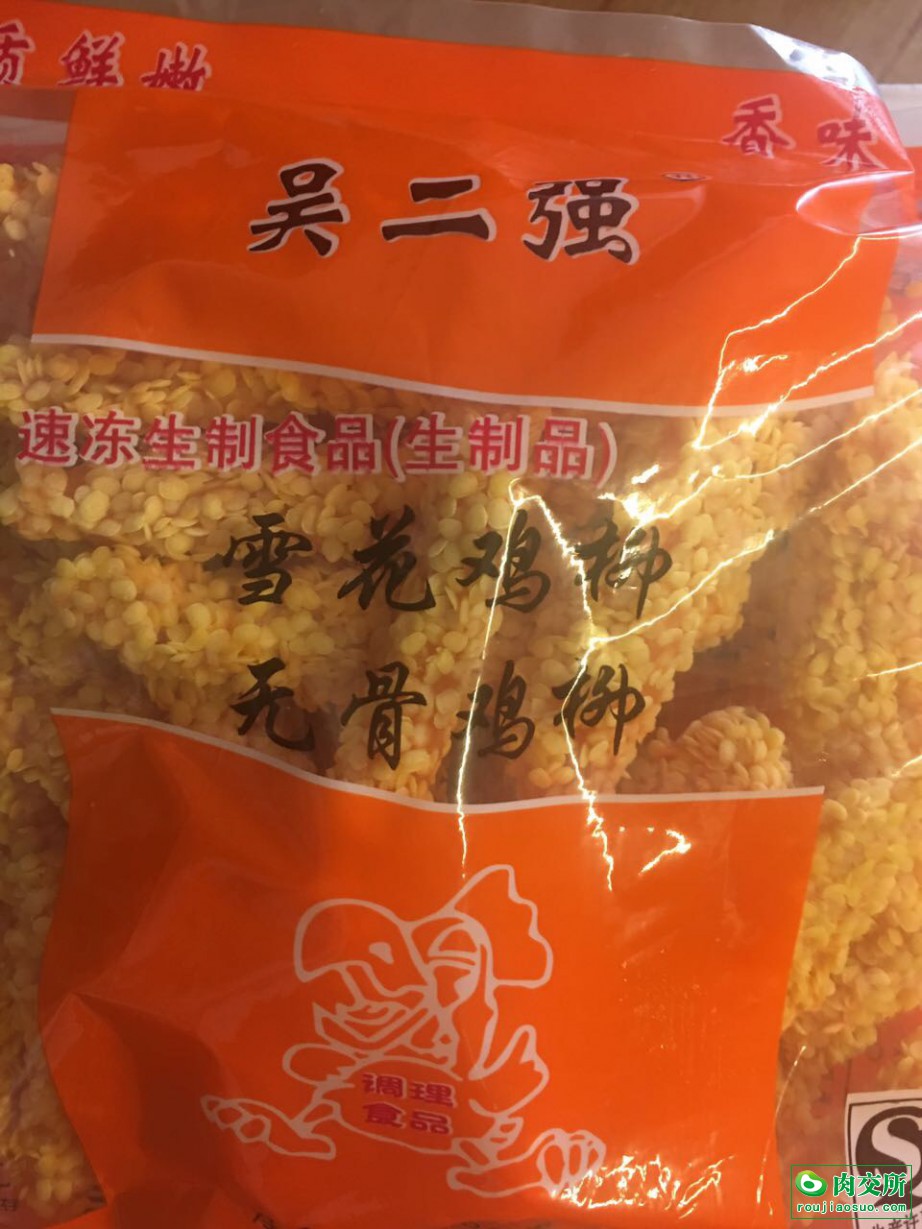 质鲜嫩
香味
吴二强
速冻生制食品(生制品)
雪花鸡柳
无骨鸡柳
调理
食品
S
肉交所
roujiaosuo.com